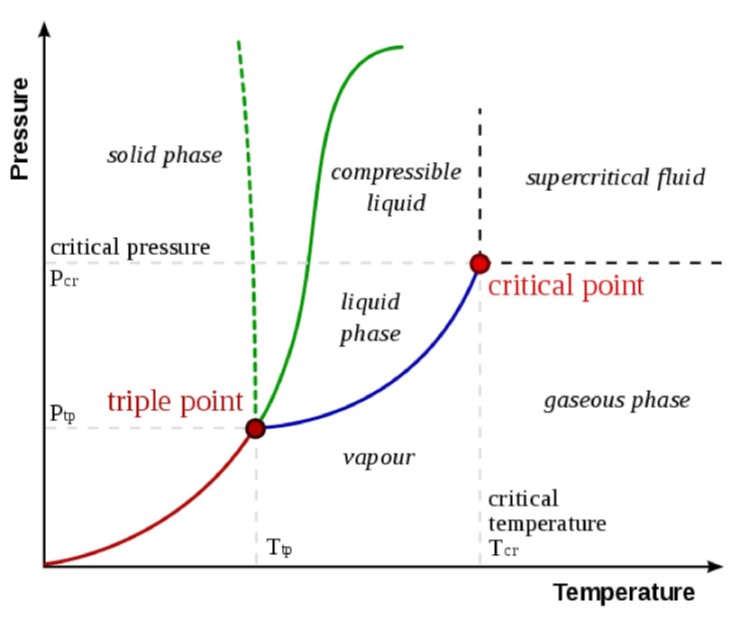 Pressure
solid phase
compressible
liquid
supercritical fluid
critical pressure
Pcr
critical point
liquid
phase
triple point
Ptp
gaseous phase
vapour
critical
temperature
Tcr
Ttp
Temperature